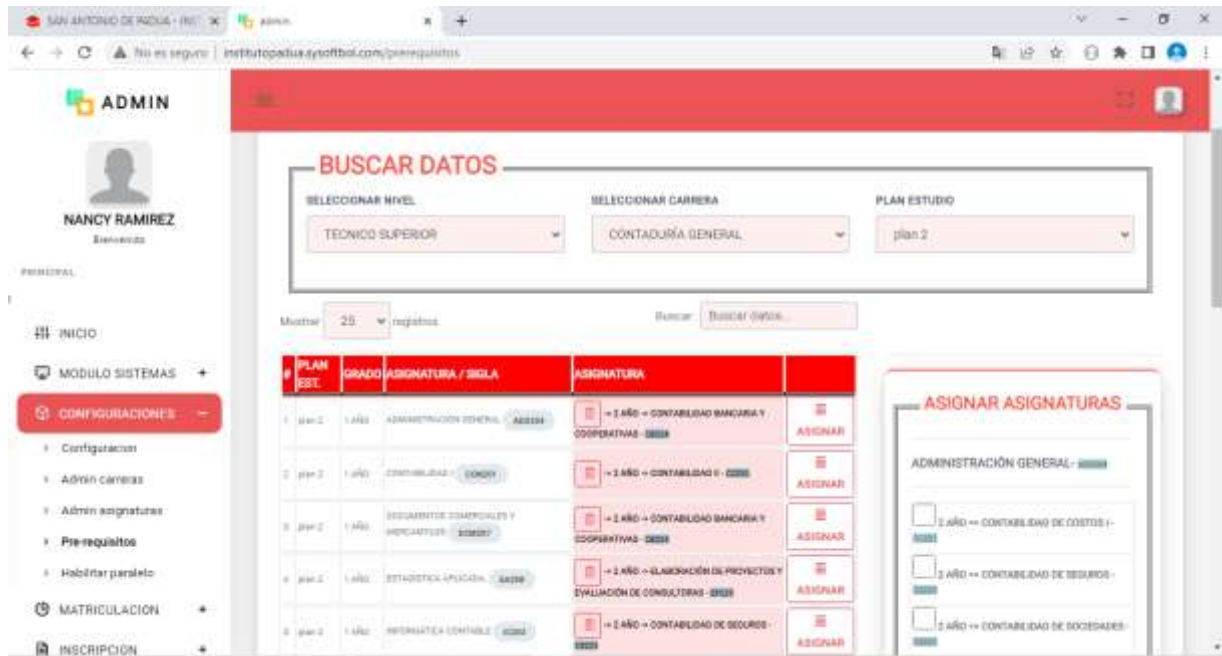 SAN ANTONIO DE PADUA - INST
admin
No es seguro | institutopadua.sysoftbol.com/prerequisitos
ADMIN
NANCY RAMIREZ
Bienvenido
PRINCIPAL
INICIO
MODULO SISTEMAS +
CONFIGURACIONES −
Configuracion
Admin carreras
Admin asignaturas
Pre-requisitos
Habilitar paralelo
MATRICULACION +
INSCRIPCION +
BUSCAR DATOS
SELECCIONAR NIVEL
SELECCIONAR CARRERA
PLAN ESTUDIO
TECNICO SUPERIOR
CONTADURÍA GENERAL
plan 2
Mostrar 25 registros
Buscar Buscar datos...
# PLAN EST. GRADO ASIGNATURA / SIGLA ASIGNATURA
1 plan 2 1 AÑO ADMINISTRACIÓN GENERAL
→ 2 AÑO → CONTABILIDAD BANCARIA Y
COOPERATIVAS -
ASIGNAR
2 plan 2 1 AÑO CONTABILIDAD I
→ 2 AÑO → CONTABILIDAD II -
ASIGNAR
3 plan 2 1 AÑO DOCUMENTOS COMERCIALES Y
MERCANTILES
→ 2 AÑO → CONTABILIDAD BANCARIA Y
COOPERATIVAS -
ASIGNAR
4 plan 2 1 AÑO ESTADÍSTICA APLICADA
→ 2 AÑO → ELABORACIÓN DE PROYECTOS Y
EVALUACIÓN DE CONSULTORAS -
ASIGNAR
5 plan 2 1 AÑO INFORMÁTICA CONTABLE
→ 2 AÑO → CONTABILIDAD DE SEGUROS -
ASIGNAR
ASIGNAR ASIGNATURAS
ADMINISTRACIÓN GENERAL-
2 AÑO → CONTABILIDAD DE COSTOS I-
2 AÑO → CONTABILIDAD DE SEGUROS-
2 AÑO → CONTABILIDAD DE SOCIEDADES-